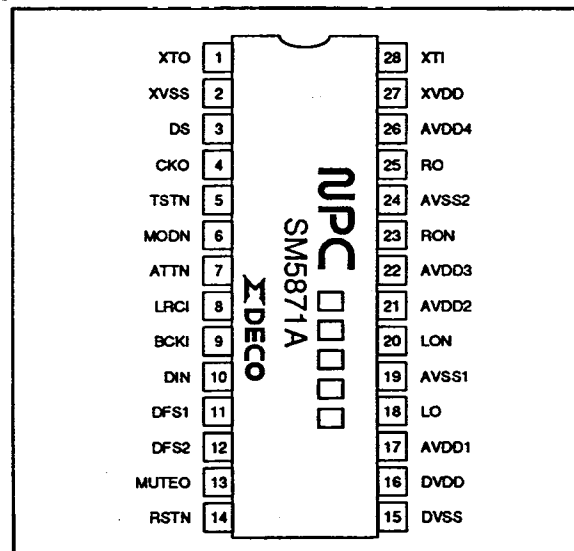 XTO 1 28 XTI
XVSS 2 27 XVDD
DS 3 26 AVDD4
CKO 4 25 RO
TSTN 5 24 AVSS2
MODN 6 23 RON
ATTN 7 22 AVDD3
LRCI 8 21 AVDD2
BCKI 9 20 LON
DIN 10 19 AVSS1
DFS1 11 18 LO
DFS2 12 17 AVDD1
MUTEO 13 16 DVDD
RSTN 14 15 DVSS
NPC
SM5871A
ΣDECO